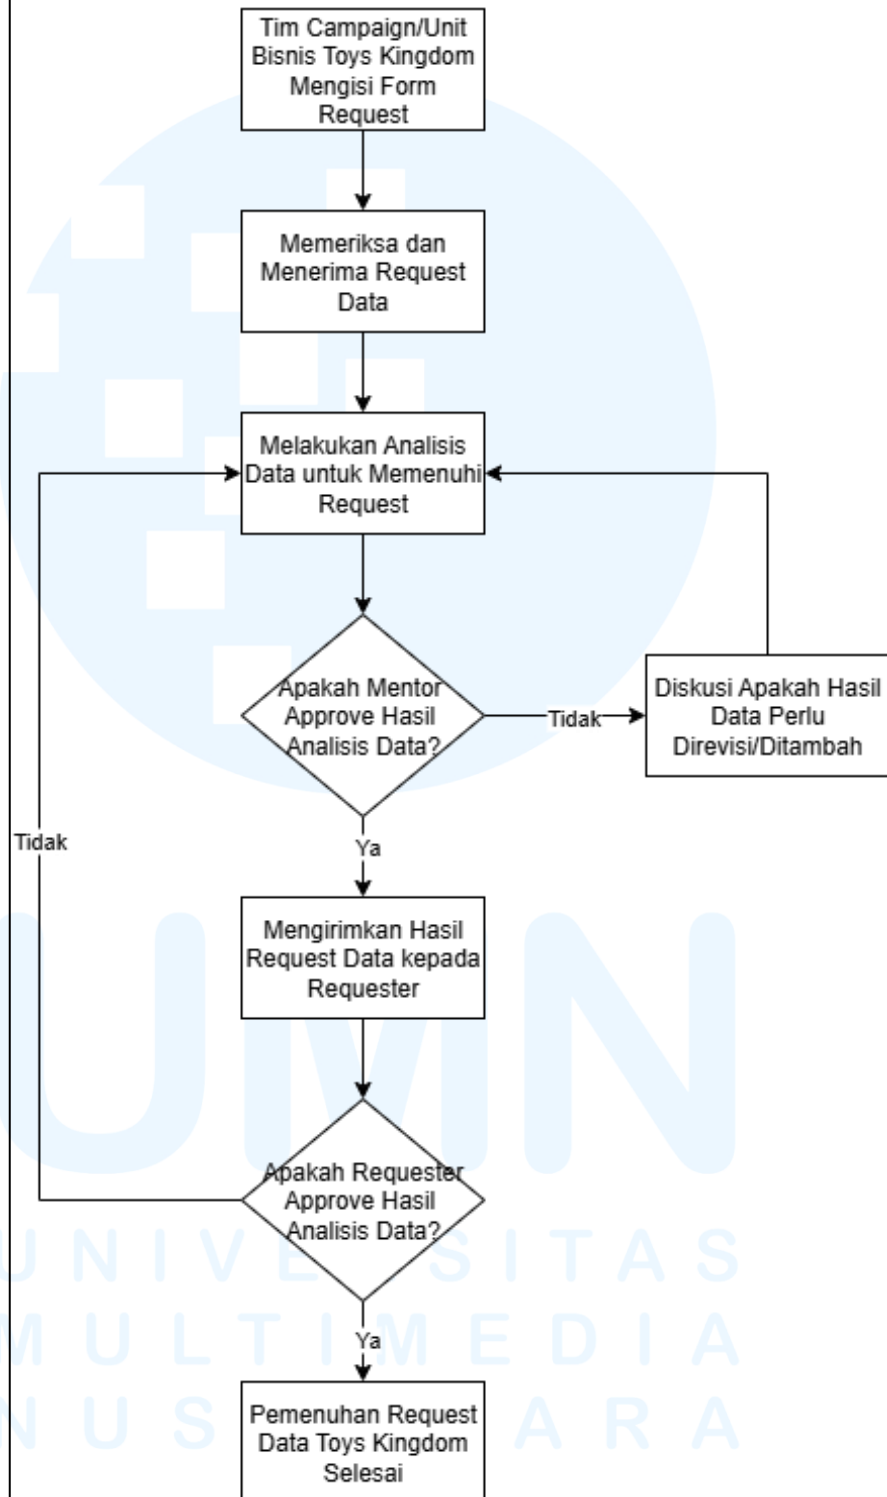 Tim Campaign/Unit
Bisnis Toys Kingdom
Mengisi Form
Request
Memeriksa dan
Menerima Request
Data
Melakukan Analisis
Data untuk Memenuhi
Request
Apakah Mentor
Approve Hasil
Analisis Data?
Tidak
Diskusi Apakah Hasil
Data Perlu
Direvisi/Ditambah
Tidak
Ya
Mengirimkan Hasil
Request Data kepada
Requester
Apakah Requester
Approve Hasil
Analisis Data?
Ya
Pemenuhan Request
Data Toys Kingdom
Selesai
UMN
UNIVERSITAS
MULTIMEDIA
NUSANTARA